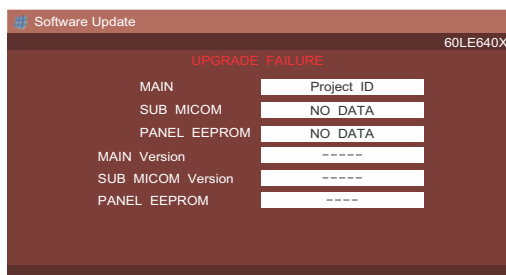 Software Update
60LE640X
UPGRADE FAILURE
MAIN Project ID
SUB MICOM NO DATA
PANEL EEPROM NO DATA
MAIN Version -----
SUB MICOM Version -----
PANEL EEPROM ----